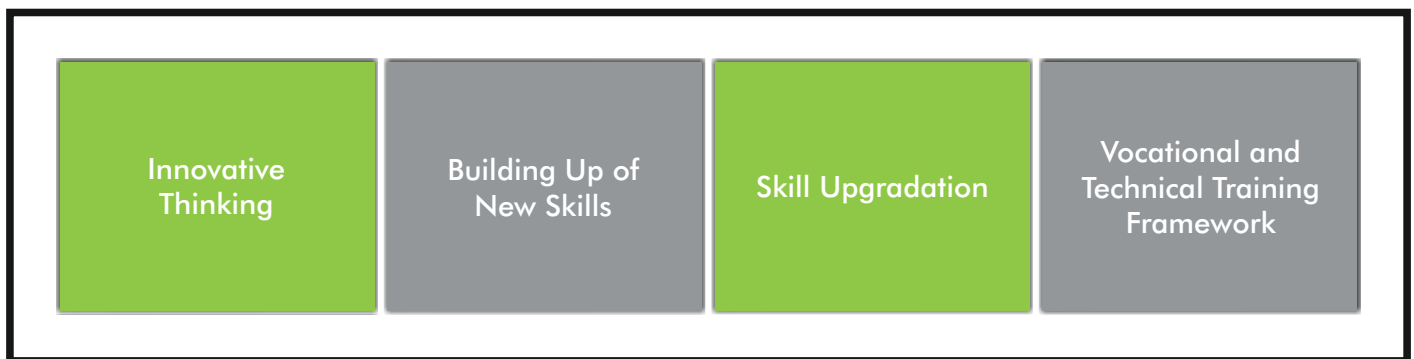 Innovative
Thinking
Building Up of
New Skills
Skill Upgradation
Vocational and
Technical Training
Framework